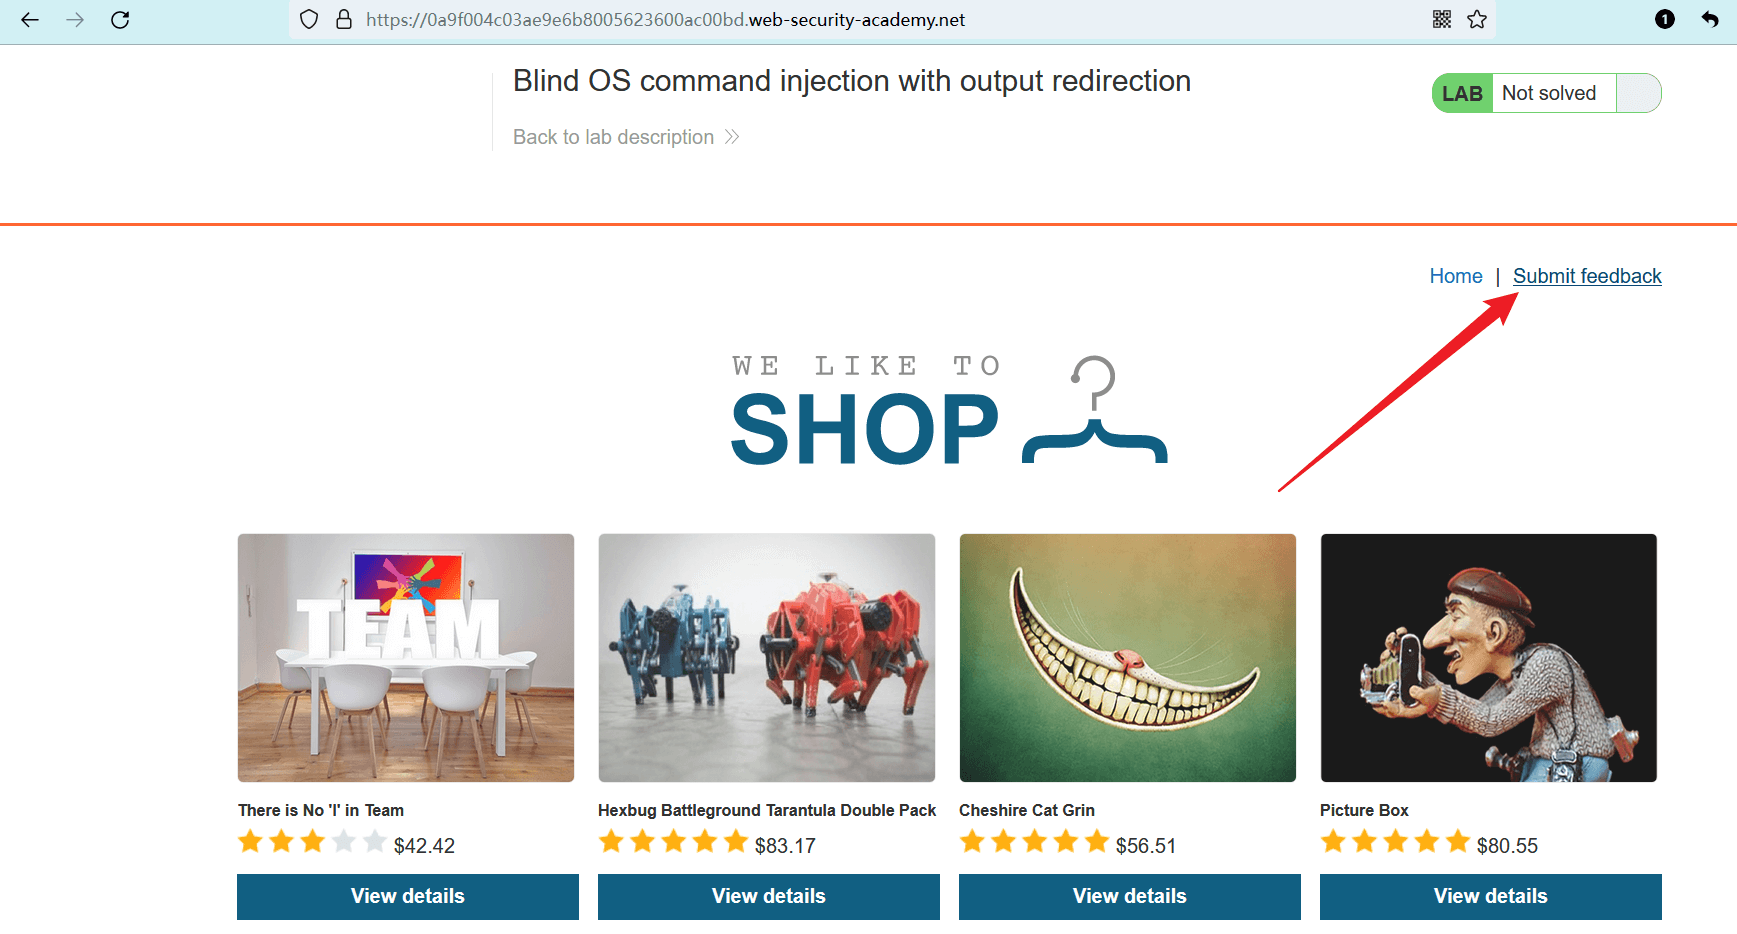 https://0a9f004c03ae9e6b8005623600ac00bd.web-security-academy.net
1
Blind OS command injection with output redirection
LAB Not solved
Back to lab description
Home | Submit feedback
WE LIKE TO
SHOP
TEAM
There is No 'I' in Team
$42.42
View details
Hexbug Battleground Tarantula Double Pack
$83.17
View details
Cheshire Cat Grin
$56.51
View details
Picture Box
$80.55
View details